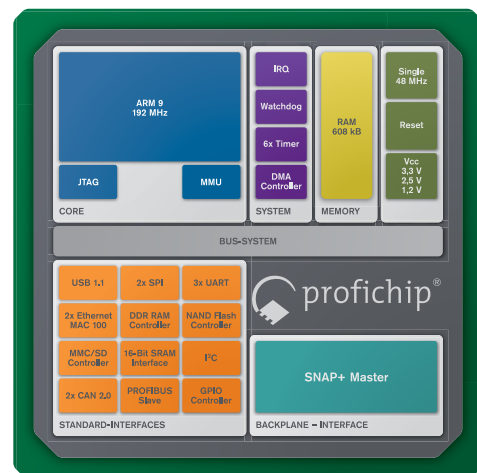 ARM 9
192 MHz
JTAG
MMU
CORE
IRQ
Watchdog
6x Timer
DMA
Controller
SYSTEM
RAM
608 kB
MEMORY
Single
48 MHz
Reset
Vcc
3,3 V
2,5 V
1,2 V
BUS-SYSTEM
USB 1.1
2x SPI
3x UART
2x Ethernet
MAC 100
DDR RAM
Controller
NAND Flash
Controller
MMC/SD
Controller
16-Bit SRAM
Interface
I²C
2x CAN 2.0
PROFIBUS
Slave
GPIO
Controller
STANDARD-INTERFACES
profichip®
SNAP+ Master
BACKPLANE – INTERFACE